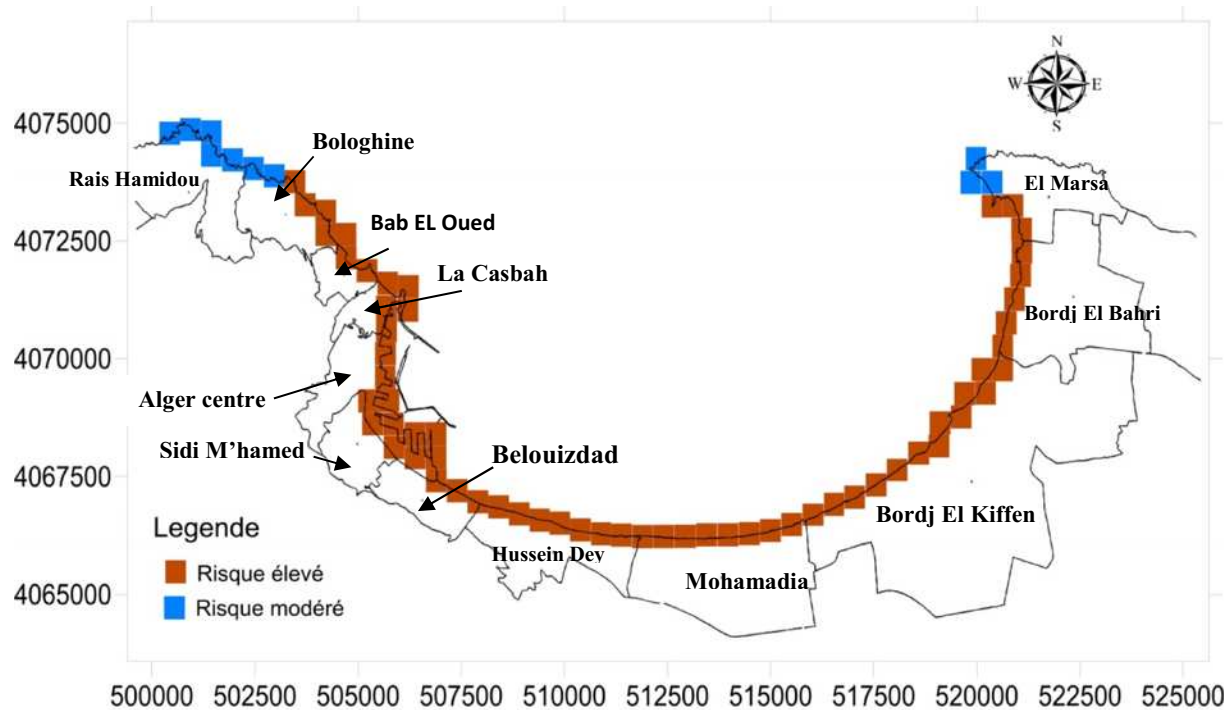 N
W E
S
4075000
4072500
4070000
4067500
4065000
Bologhine
Rais Hamidou
El Marsa
Bab EL Oued
La Casbah
Bordj El Bahri
Alger centre
Sidi M’hamed
Belouizdad
Bordj El Kiffen
Hussein Dey
Mohamadia
Legende
Risque élevé
Risque modéré
500000 502500 505000 507500 510000 512500 515000 517500 520000 522500 525000